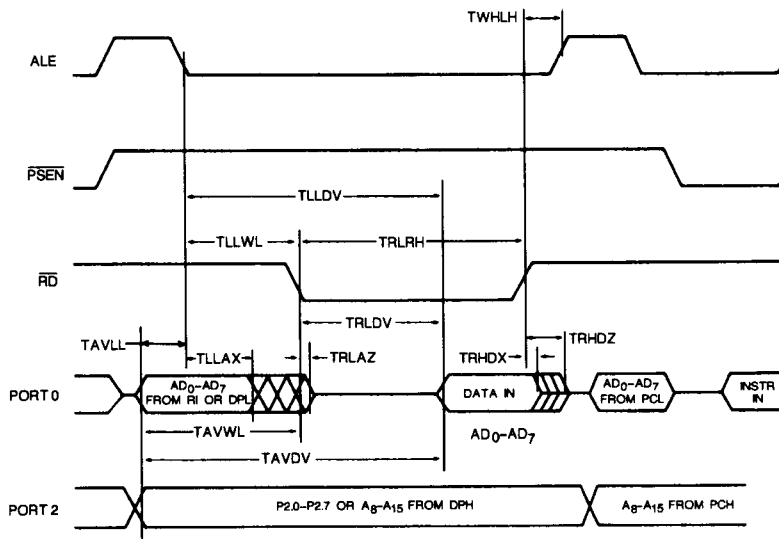 TWHLH
ALE
PSEN
TLLDV
TLLWL
TRLRH
RD
TAVLL
TRLDV
TRHDZ
TLLAX
TRLAZ
TRHDX
PORT 0
AD0–AD7
FROM RI OR DPL
DATA IN
AD0–AD7
FROM PCL
INSTR
IN
TAVWL
AD0–AD7
TAVDV
PORT 2
P2.0–P2.7 OR A8–A15 FROM DPH
A8–A15 FROM PCH